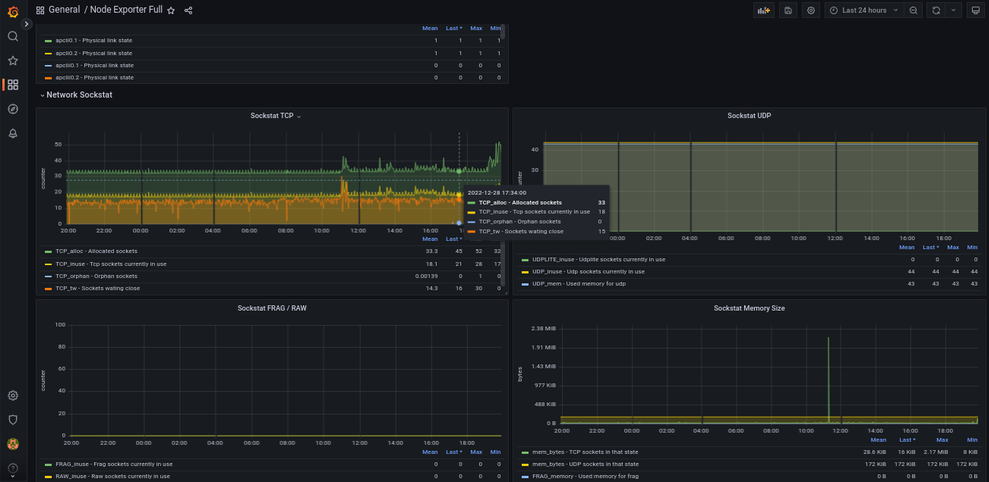 General / Node Exporter Full
Last 24 hours
Mean Last * Max Min
apcli0.1 - Physical link state 1 1 1 1
apcli0.2 - Physical link state 1 1 1 1
apclii0.1 - Physical link state 0 0 0 0
apclii0.2 - Physical link state 0 0 0 0
Network Sockstat
Sockstat TCP
counter
50
40
30
20
10
0
20:00 22:00 00:00 02:00 04:00 06:00 08:00 10:00 12:00 14:00 16:00
Mean Last * Max Min
TCP_alloc - Allocated sockets 33.3 45 52 32
TCP_inuse - Tcp sockets currently in use 18.1 21 28 17
TCP_orphan - Orphan sockets 0.00139 0 1 0
TCP_tw - Sockets wating close 14.3 16 30 0
2022-12-28 17:34:00
TCP_alloc - Allocated sockets 33
TCP_inuse - Tcp sockets currently in use 18
TCP_orphan - Orphan sockets 0
TCP_tw - Sockets wating close 15
Sockstat UDP
40
30
00:00 02:00 04:00 06:00 08:00 10:00 12:00 14:00 16:00 18:00
Mean Last * Max Min
UDPLITE_inuse - Udplite sockets currently in use 0 0 0 0
UDP_inuse - Udp sockets currently in use 44 44 44 44
UDP_mem - Used memory for udp 43 43 43 43
Sockstat FRAG / RAW
counter
100
80
60
40
20
0
20:00 22:00 00:00 02:00 04:00 06:00 08:00 10:00 12:00 14:00 16:00 18:00
Mean Last * Max Min
FRAG_inuse - Frag sockets currently in use 0 0 0 0
RAW_inuse - Raw sockets currently in use 0 0 0 0
Sockstat Memory Size
bytes
2.38 MiB
1.91 MiB
1.43 MiB
977 KiB
488 KiB
0 B
20:00 22:00 00:00 02:00 04:00 06:00 08:00 10:00 12:00 14:00 16:00 18:00
Mean Last * Max Min
mem_bytes - TCP sockets in that state 28.6 KiB 16 KiB 2.17 MiB 8 KiB
mem_bytes - UDP sockets in that state 172 KiB 172 KiB 172 KiB 172 KiB
FRAG_memory - Used memory for frag 0 B 0 B 0 B 0 B